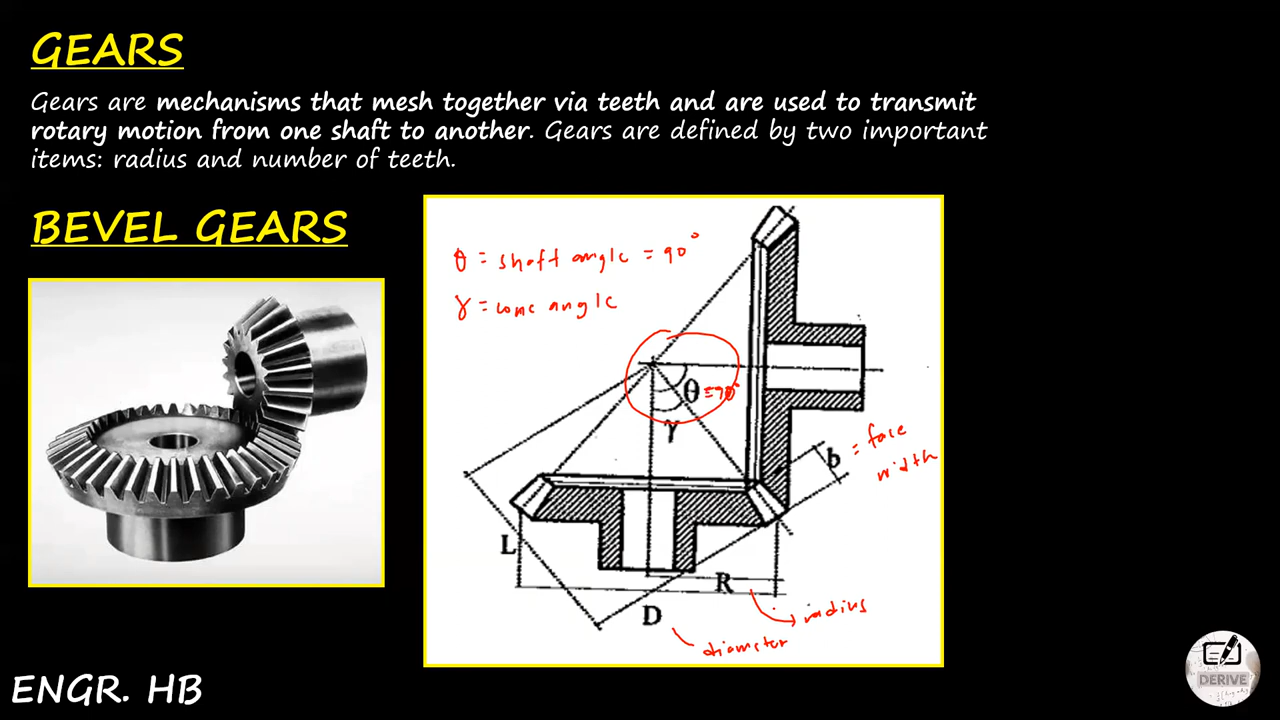 GEARS
Gears are mechanisms that mesh together via teeth and are used to transmit
rotary motion from one shaft to another. Gears are defined by two important
items: radius and number of teeth.
BEVEL GEARS
θ = shaft angle = 90°
γ = cone angle
θ = 90°
γ
b = face
width
L
R
radius
D
diameter
ENGR. HB
DERIVE